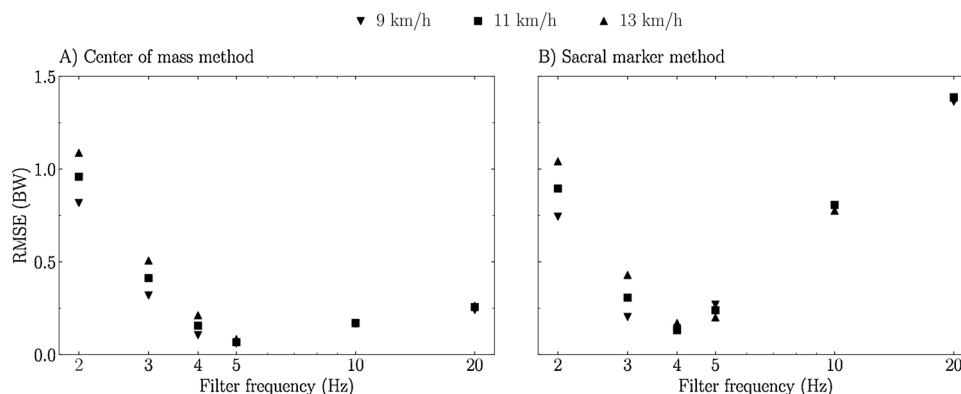 9 km/h 11 km/h 13 km/h
A) Center of mass method
B) Sacral marker method
RMSE (BW)
1.5
1.0
0.5
0.0
2 3 4 5 10 20
Filter frequency (Hz)
2 3 4 5 10 20
Filter frequency (Hz)